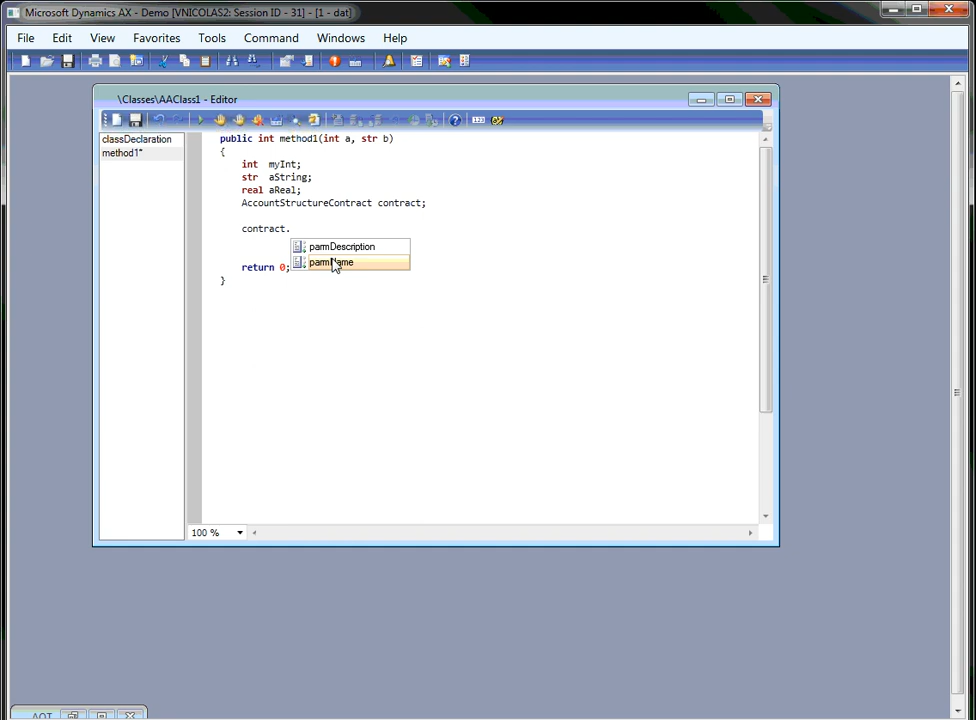 Microsoft Dynamics AX - Demo [VNICOLAS2: Session ID - 31] - [1 - dat]
File Edit View Favorites Tools Command Windows Help
\Classes\AAClass1 - Editor
classDeclaration
method1*
public int method1(int a, str b)
{
int myInt;
str aString;
real aReal;
AccountStructureContract contract;
contract.
parmDescription
parmName
return 0;
}
100 %
AOT